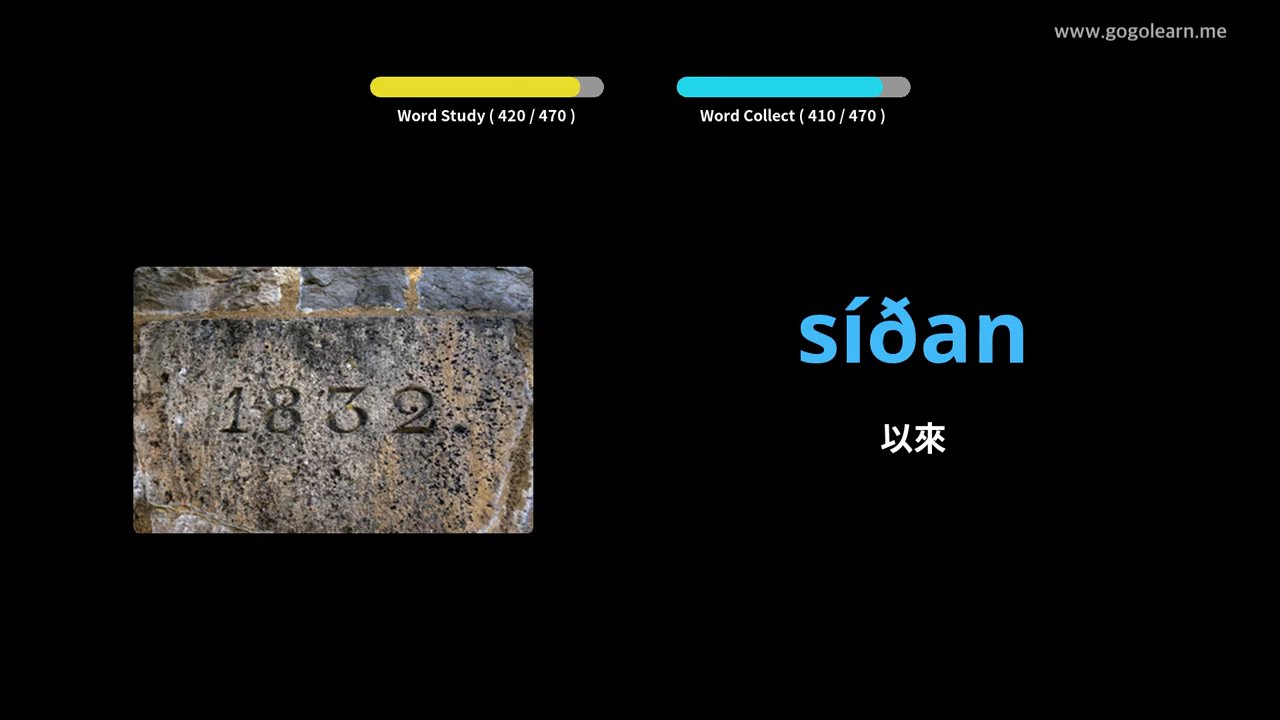 www.gogolearn.me
Word Study ( 420 / 470 )
Word Collect ( 410 / 470 )
1832.
síðan
以來